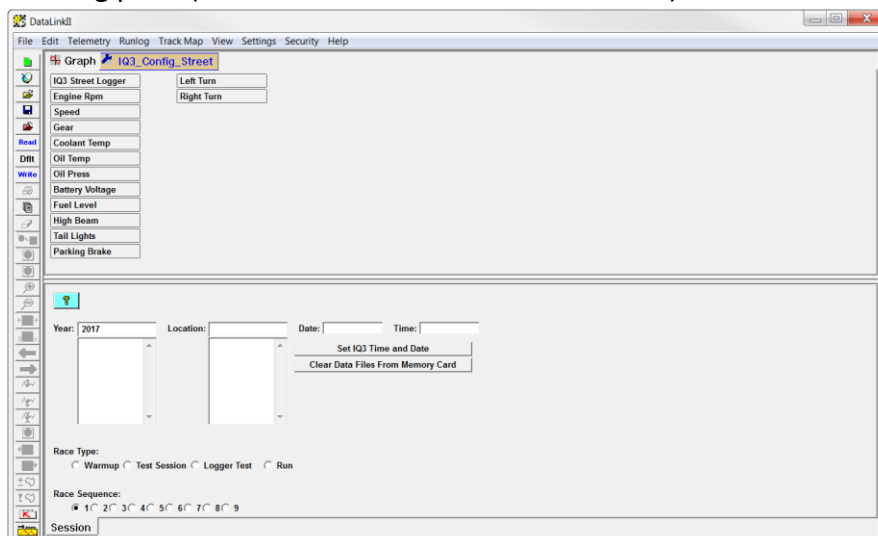 DataLinkII
File Edit Telemetry Runlog Track Map View Settings Security Help
Graph IQ3_Config_Street
IQ3 Street Logger Left Turn
Engine Rpm Right Turn
Speed
Gear
Read Coolant Temp
Dflt Oil Temp
Write Oil Press
Battery Voltage
Fuel Level
High Beam
Tail Lights
Parking Brake
?
Year: 2017 Location: Date: Time:
Set IQ3 Time and Date
Clear Data Files From Memory Card
Race Type:
Warmup Test Session Logger Test Run
Race Sequence:
1 2 3 4 5 6 7 8 9
Session